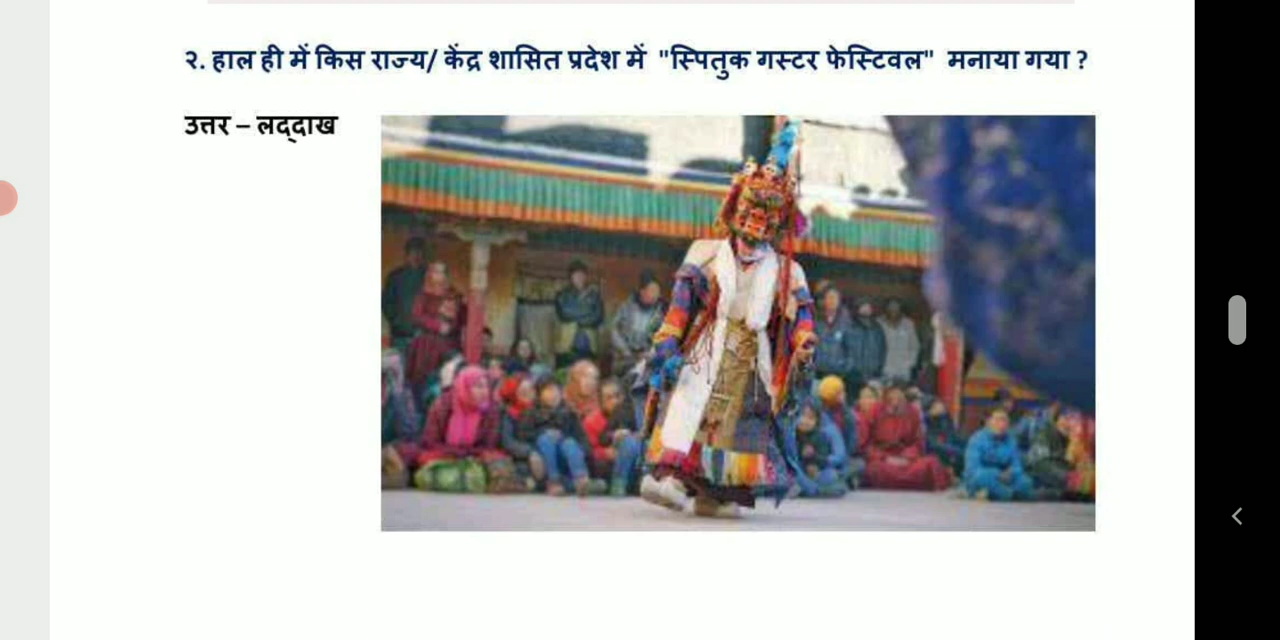 २. हाल ही में किस राज्य/ केंद्र शासित प्रदेश में "स्पितुक गस्टर फेस्टिवल" मनाया गया ?
उत्तर – लद्दाख